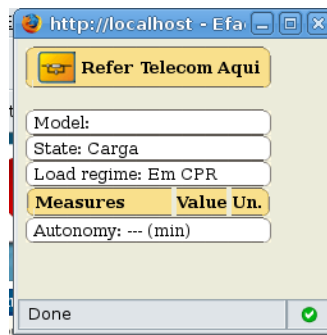 http://localhost - Efa
Refer Telecom Aqui
Model:
State: Carga
Load regime: Em CPR
Measures Value Un.
Autonomy: --- (min)
Done